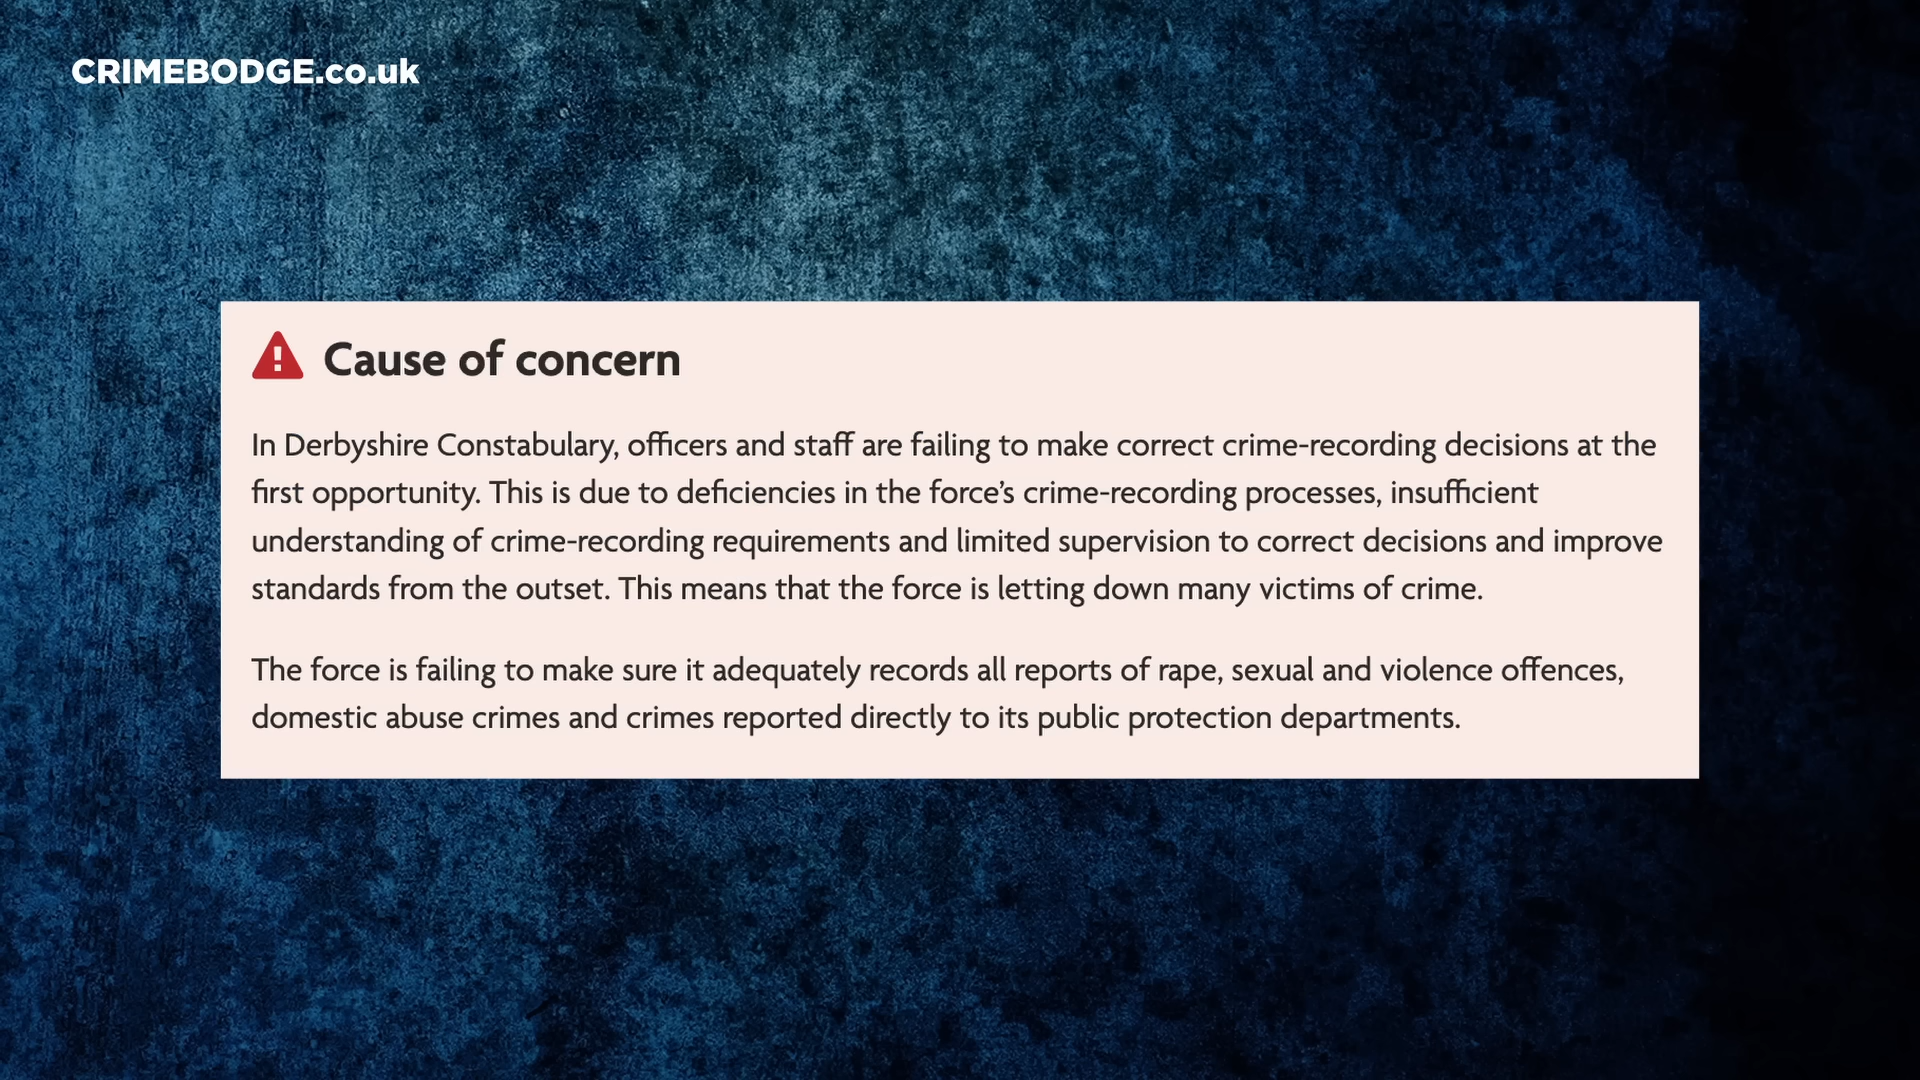 CRIMEBODGE.co.uk
Cause of concern
In Derbyshire Constabulary, officers and staff are failing to make correct crime-recording decisions at the
first opportunity. This is due to deficiencies in the force’s crime-recording processes, insufficient
understanding of crime-recording requirements and limited supervision to correct decisions and improve
standards from the outset. This means that the force is letting down many victims of crime.
The force is failing to make sure it adequately records all reports of rape, sexual and violence offences,
domestic abuse crimes and crimes reported directly to its public protection departments.